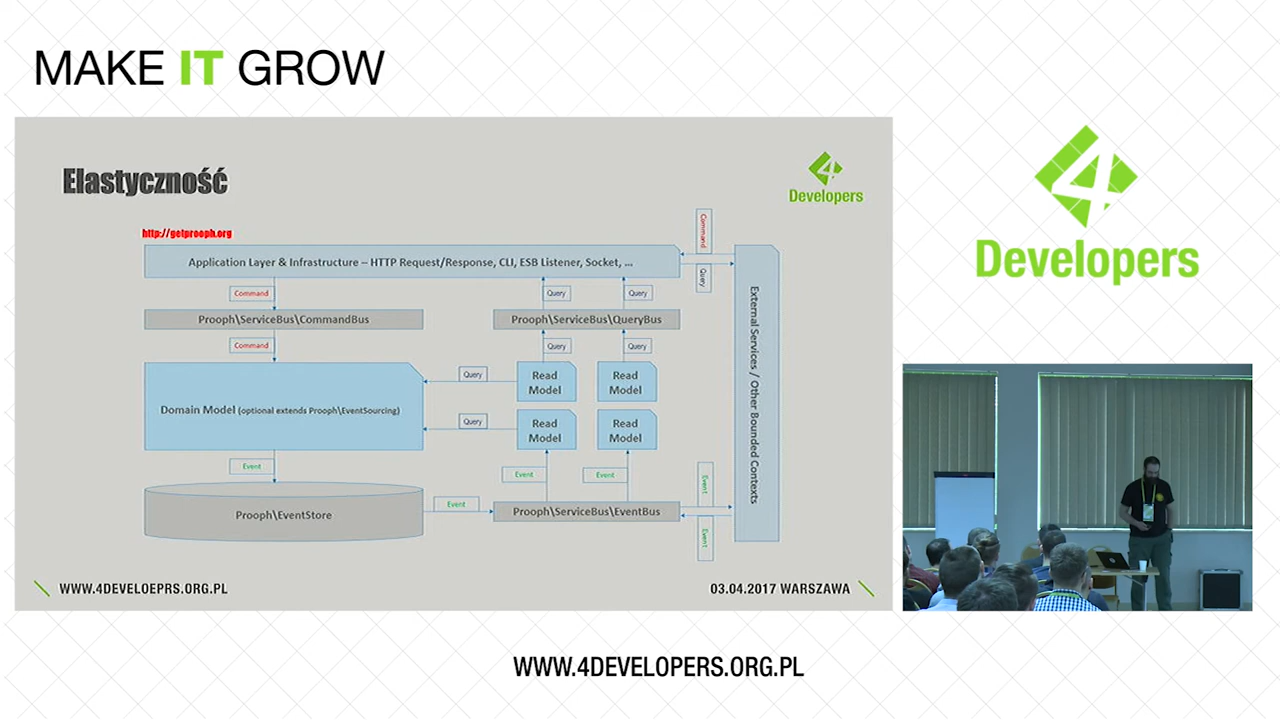 MAKE IT GROW
Elastyczność
4
Developers
http://getprooph.org
Command
Application Layer & Infrastructure – HTTP Request/Response, CLI, ESB Listener, Socket, ...
Query
Command
Query
Query
Prooph\ServiceBus\CommandBus
Prooph\ServiceBus\QueryBus
Command
Query
Query
External Services / Other Bounded Contexts
Read
Model
Read
Model
Query
Domain Model (optional extends Prooph\EventSourcing)
Read
Model
Read
Model
Query
Event
Event
Event
Event
Prooph\EventStore
Event
Prooph\ServiceBus\EventBus
Event
WWW.4DEVELOEPRS.ORG.PL
03.04.2017 WARSZAWA
4
Developers
WWW.4DEVELOPERS.ORG.PL